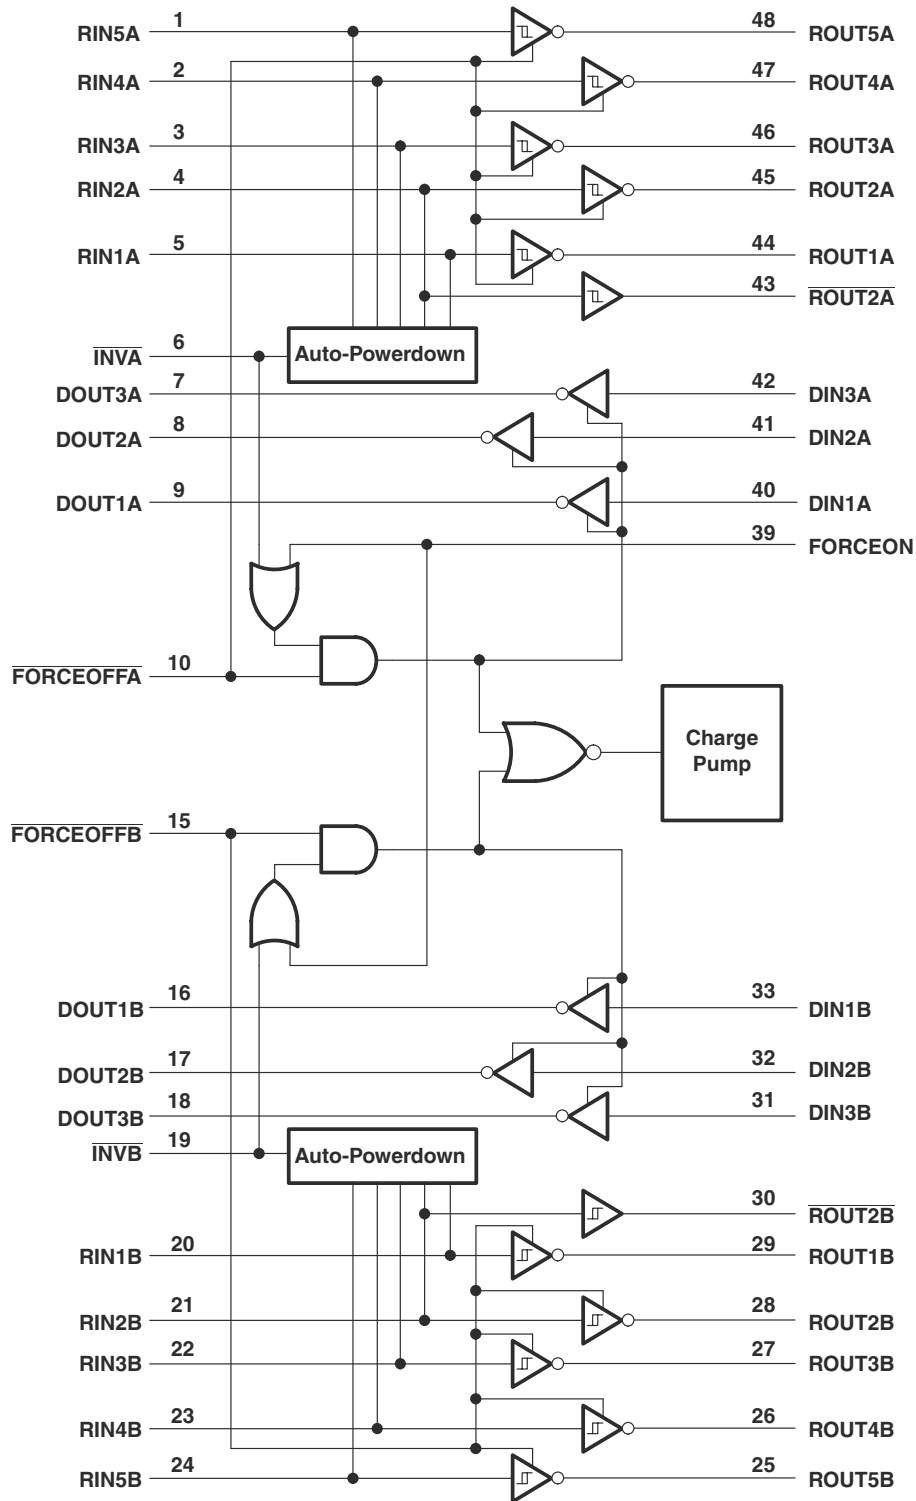 RIN5A 1 48 ROUT5A
RIN4A 2 47 ROUT4A
RIN3A 3 46 ROUT3A
RIN2A 4 45 ROUT2A
RIN1A 5 44 ROUT1A
43 ROUT2A
INVA 6 Auto-Powerdown
DOUT3A 7 42 DIN3A
DOUT2A 8 41 DIN2A
DOUT1A 9 40 DIN1A
39 FORCEON
FORCEOFFA 10
Charge
Pump
FORCEOFFB 15
DOUT1B 16 33 DIN1B
DOUT2B 17 32 DIN2B
DOUT3B 18 31 DIN3B
INVB 19 Auto-Powerdown
30 ROUT2B
RIN1B 20 29 ROUT1B
RIN2B 21 28 ROUT2B
RIN3B 22 27 ROUT3B
RIN4B 23 26 ROUT4B
RIN5B 24 25 ROUT5B